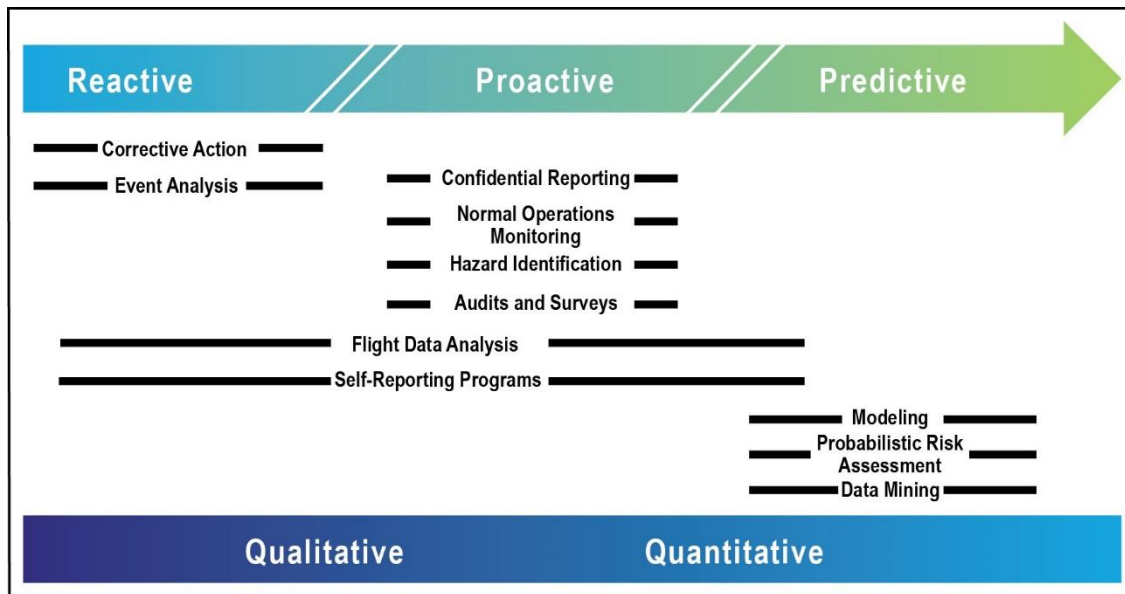 Reactive
Proactive
Predictive
Corrective Action
Event Analysis
Confidential Reporting
Normal Operations
Monitoring
Hazard Identification
Audits and Surveys
Flight Data Analysis
Self-Reporting Programs
Modeling
Probabilistic Risk
Assessment
Data Mining
Qualitative
Quantitative